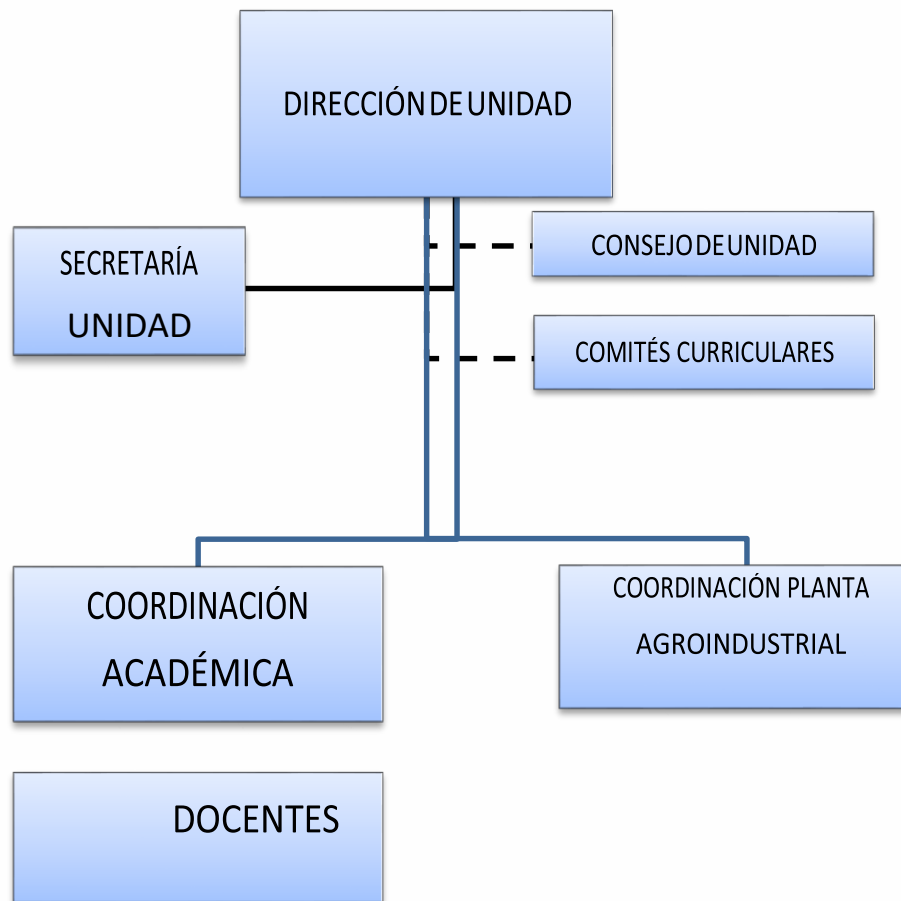 DIRECCIÓN DE UNIDAD
SECRETARÍA
UNIDAD
CONSEJO DE UNIDAD
COMITÉS CURRICULARES
COORDINACIÓN
ACADÉMICA
COORDINACIÓN PLANTA
AGROINDUSTRIAL
DOCENTES